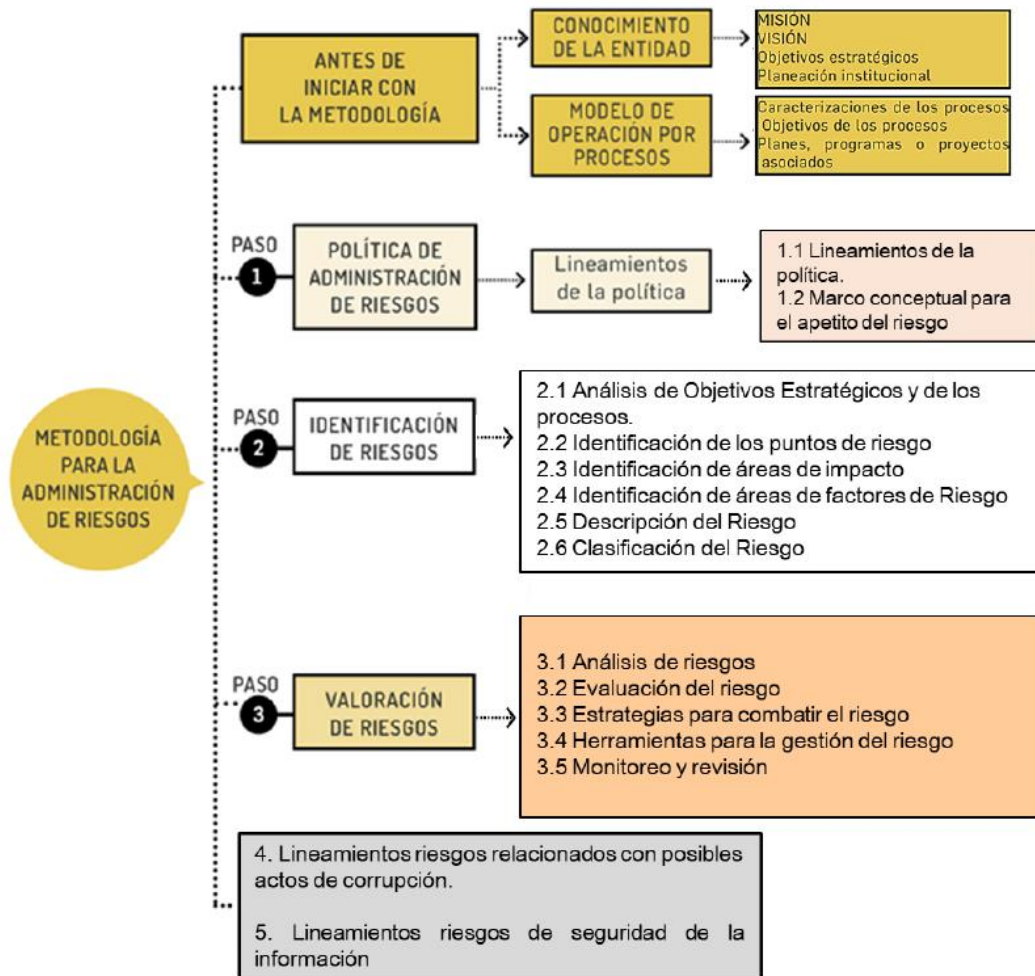 ANTES DE
INICIAR CON
LA METODOLOGÍA
CONOCIMIENTO
DE LA ENTIDAD
MISIÓN
VISIÓN
Objetivos estratégicos
Planeación institucional
MODELO DE
OPERACIÓN POR
PROCESOS
Caracterizaciones de los procesos
Objetivos de los procesos
Planes, programas o proyectos
asociados
PASO
1
POLÍTICA DE
ADMINISTRACIÓN
DE RIESGOS
Lineamientos
de la política
1.1 Lineamientos de la
política.
1.2 Marco conceptual para
el apetito del riesgo
METODOLOGÍA
PARA LA
ADMINISTRACIÓN
DE RIESGOS
PASO
2
IDENTIFICACIÓN
DE RIESGOS
2.1 Análisis de Objetivos Estratégicos y de los
procesos.
2.2 Identificación de los puntos de riesgo
2.3 Identificación de áreas de impacto
2.4 Identificación de áreas de factores de Riesgo
2.5 Descripción del Riesgo
2.6 Clasificación del Riesgo
PASO
3
VALORACIÓN
DE RIESGOS
3.1 Análisis de riesgos
3.2 Evaluación del riesgo
3.3 Estrategias para combatir el riesgo
3.4 Herramientas para la gestión del riesgo
3.5 Monitoreo y revisión
4. Lineamientos riesgos relacionados con posibles
actos de corrupción.
5. Lineamientos riesgos de seguridad de la
información